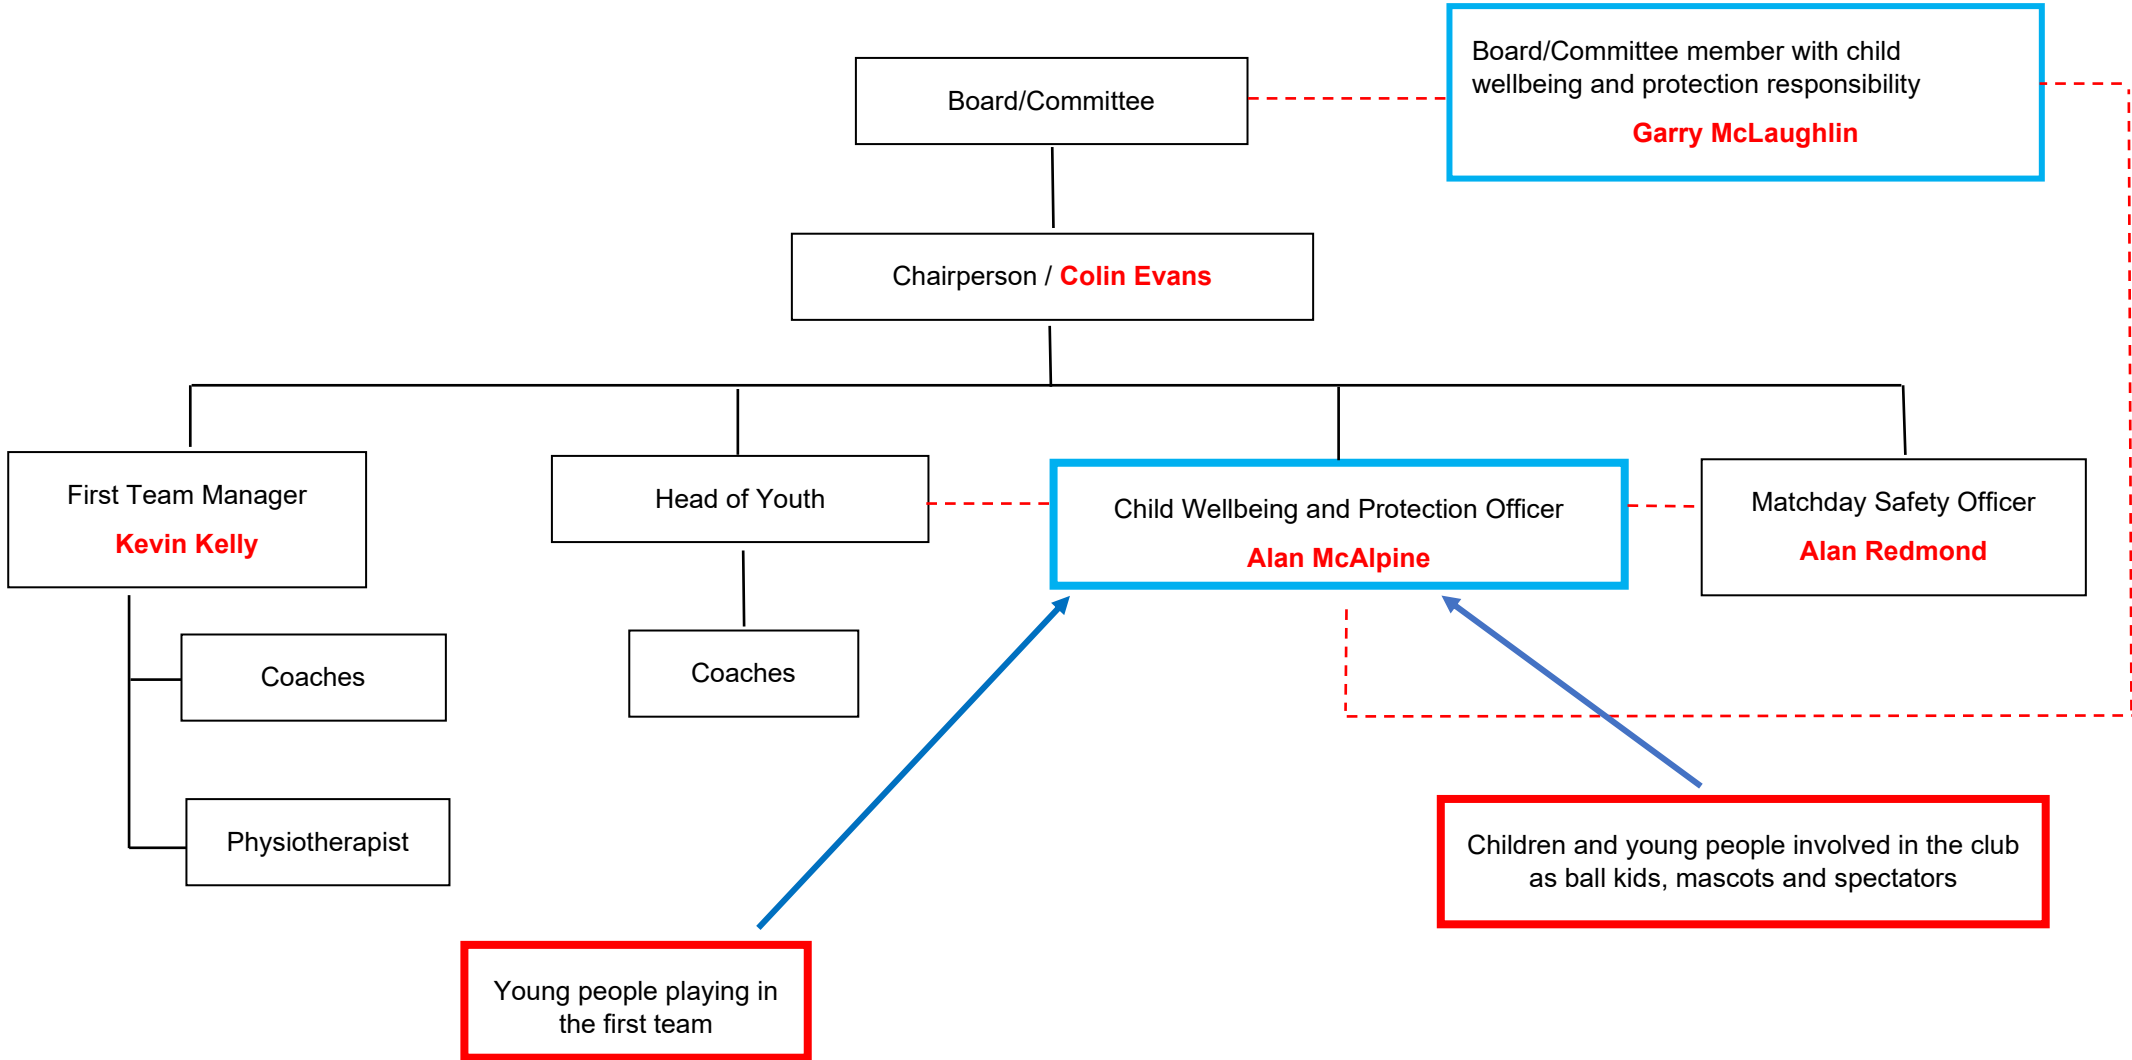 Board/Committee member with child
wellbeing and protection responsibility
Garry McLaughlin
Board/Committee
Chairperson / Colin Evans
First Team Manager
Kevin Kelly
Head of Youth
Child Wellbeing and Protection Officer
Alan McAlpine
Matchday Safety Officer
Alan Redmond
Coaches
Coaches
Physiotherapist
Children and young people involved in the club
as ball kids, mascots and spectators
Young people playing in
the first team